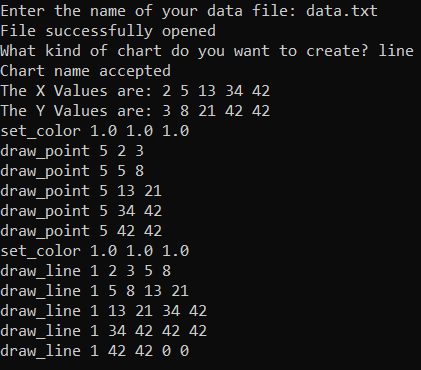 Enter the name of your data file: data.txt
File successfully opened
What kind of chart do you want to create? line
Chart name accepted
The X Values are: 2 5 13 34 42
The Y Values are: 3 8 21 42 42
set_color 1.0 1.0 1.0
draw_point 5 2 3
draw_point 5 5 8
draw_point 5 13 21
draw_point 5 34 42
draw_point 5 42 42
set_color 1.0 1.0 1.0
draw_line 1 2 3 5 8
draw_line 1 5 8 13 21
draw_line 1 13 21 34 42
draw_line 1 34 42 42 42
draw_line 1 42 42 0 0